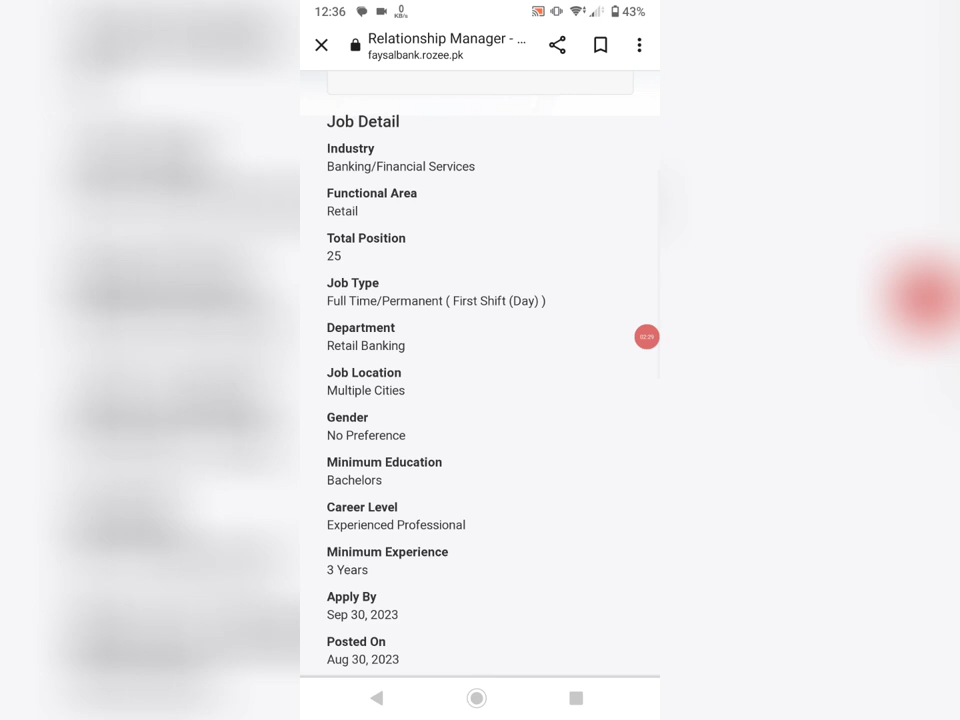 12:36 0 KB/s 43%
Relationship Manager - ...
faysalbank.rozee.pk
Job Detail
Industry
Banking/Financial Services
Functional Area
Retail
Total Position
25
Job Type
Full Time/Permanent ( First Shift (Day) )
Department
Retail Banking
02:29
Job Location
Multiple Cities
Gender
No Preference
Minimum Education
Bachelors
Career Level
Experienced Professional
Minimum Experience
3 Years
Apply By
Sep 30, 2023
Posted On
Aug 30, 2023